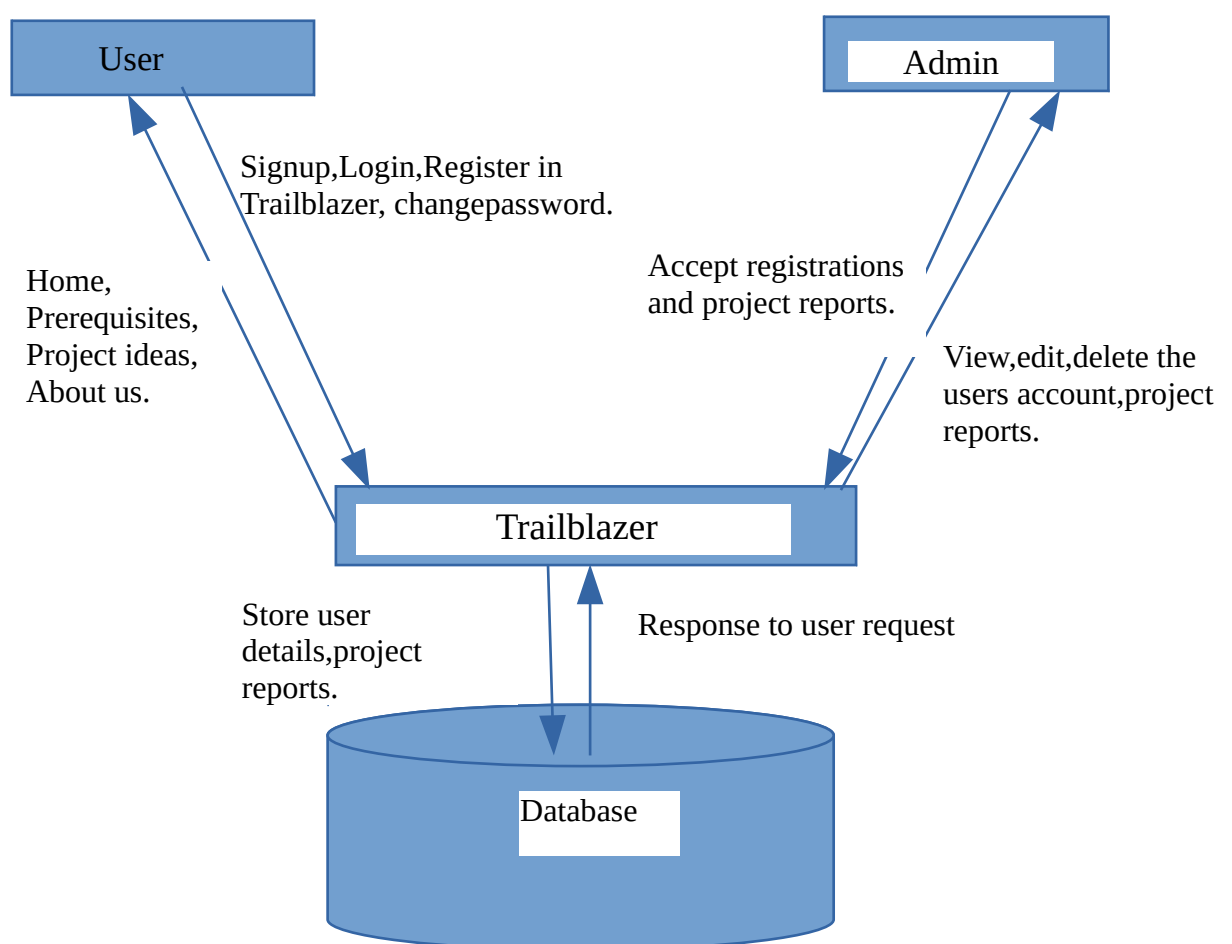 User
Admin
Signup,Login,Register in
Trailblazer, changepassword.
Home,
Prerequisites,
Project ideas,
About us.
Accept registrations
and project reports.
View,edit,delete the
users account,project
reports.
Trailblazer
Store user
details,project
reports.
Response to user request
Database